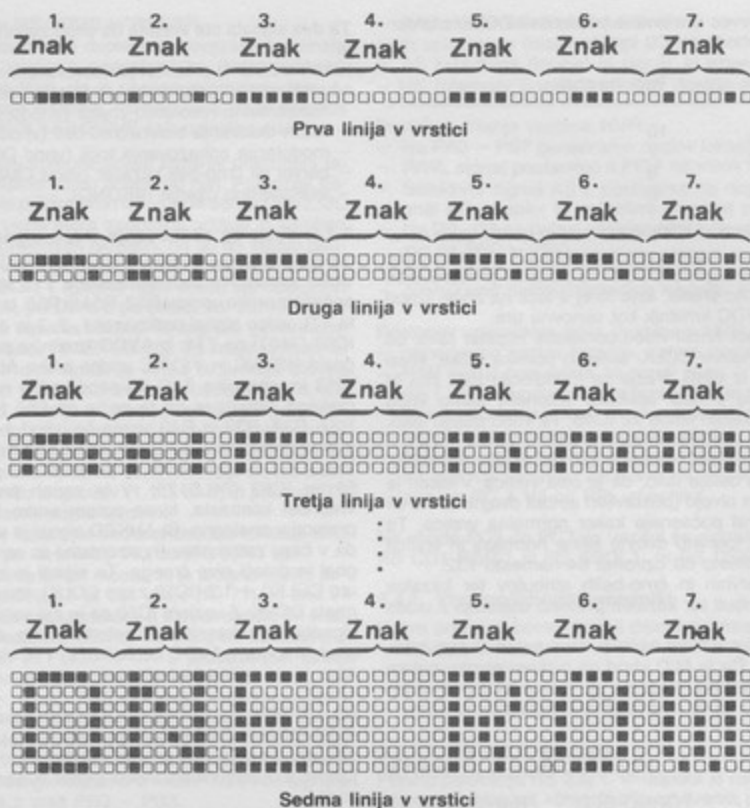 1. 2. 3. 4. 5. 6. 7.
Znak Znak Znak Znak Znak Znak Znak
Prva linija v vrstici
1. 2. 3. 4. 5. 6. 7.
Znak Znak Znak Znak Znak Znak Znak
Druga linija v vrstici
1. 2. 3. 4. 5. 6. 7.
Znak Znak Znak Znak Znak Znak Znak
Tretja linija v vrstici
1. 2. 3. 4. 5. 6. 7.
Znak Znak Znak Znak Znak Znak Znak
Sedma linija v vrstici